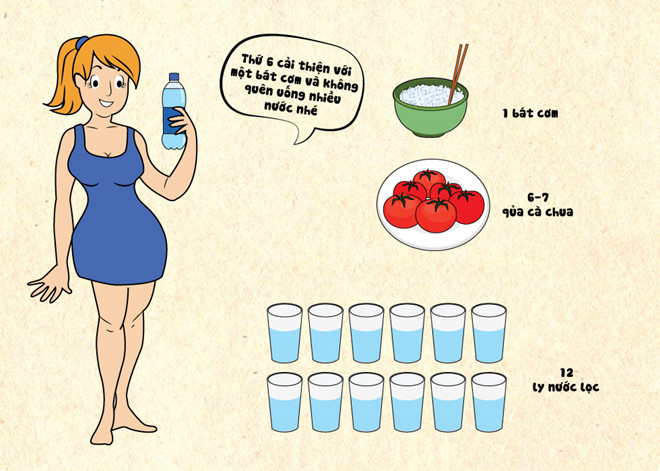 Thứ 6 cải thiện với
một bát cơm và không
quên uống nhiều
nước nhé
1 bát cơm
6-7
qủa cà chua
12
ly nước lọc